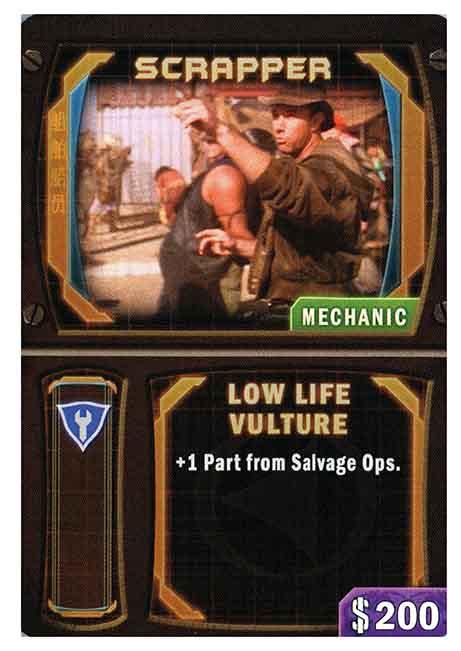 SCRAPPER
MECHANIC
LOW LIFE
VULTURE
+1 Part from Salvage Ops.
$200